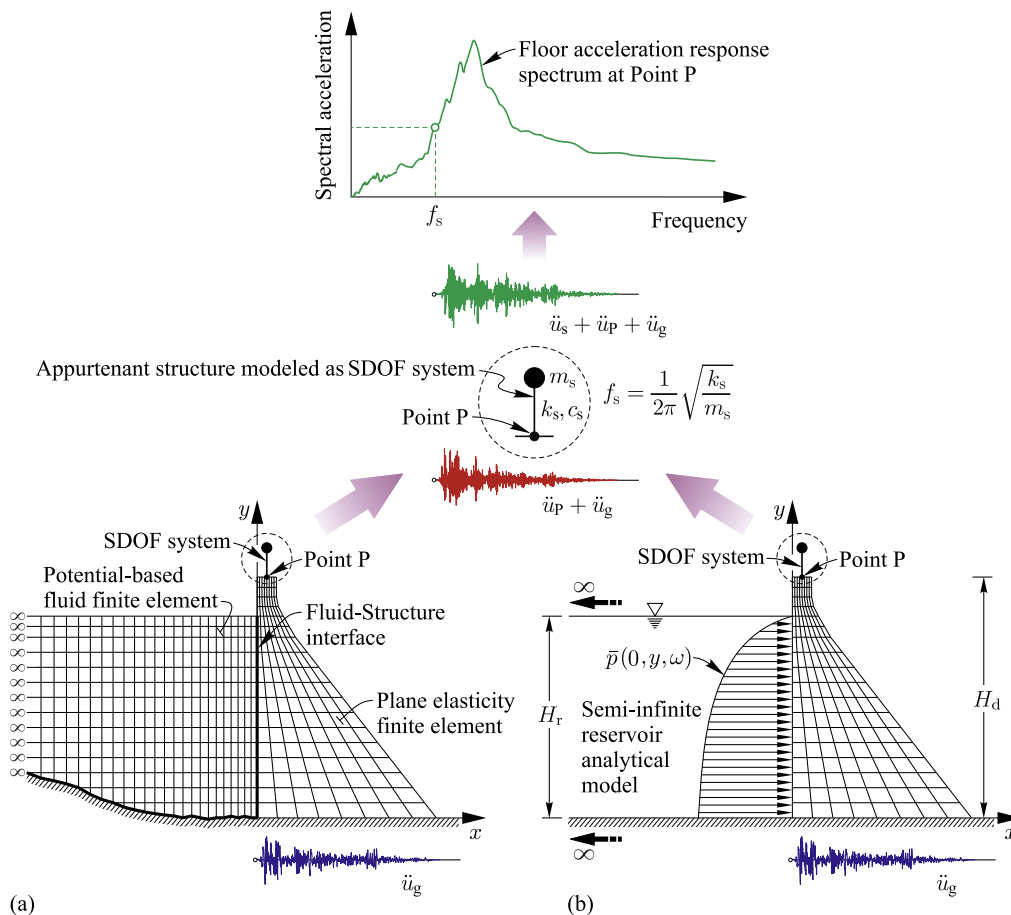 Spectral acceleration
Floor acceleration response
spectrum at Point P
f_s
Frequency
ü_s + ü_P + ü_g
Appurtenant structure modeled as SDOF system
m_s
k_s, c_s
Point P
f_s = \frac{1}{2π} \sqrt{\frac{k_s}{m_s}}
ü_P + ü_g
y
SDOF system
Point P
Potential-based
fluid finite element
Fluid-Structure
interface
Plane elasticity
finite element
∞
∞
∞
∞
∞
∞
∞
∞
∞
∞
∞
∞
x
ü_g
(a)
y
SDOF system
Point P
∞
p̄(0, y, ω)
H_r
Semi-infinite
reservoir
analytical
model
H_d
x
∞
ü_g
(b)